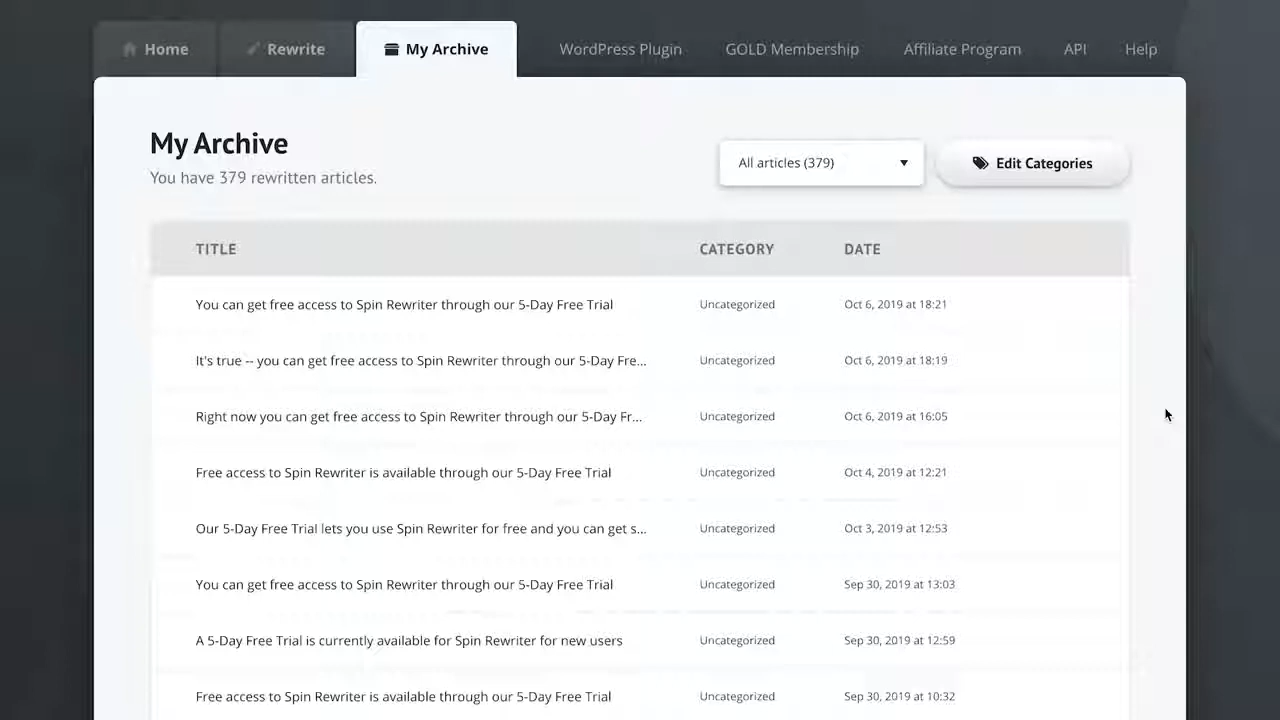 Home Rewrite My Archive WordPress Plugin GOLD Membership Affiliate Program API Help
My Archive
You have 379 rewritten articles.
All articles (379) Edit Categories
TITLE CATEGORY DATE
You can get free access to Spin Rewriter through our 5-Day Free Trial Uncategorized Oct 6, 2019 at 18:21
It's true -- you can get free access to Spin Rewriter through our 5-Day Fre... Uncategorized Oct 6, 2019 at 18:19
Right now you can get free access to Spin Rewriter through our 5-Day Fr... Uncategorized Oct 6, 2019 at 16:05
Free access to Spin Rewriter is available through our 5-Day Free Trial Uncategorized Oct 4, 2019 at 12:21
Our 5-Day Free Trial lets you use Spin Rewriter for free and you can get s... Uncategorized Oct 3, 2019 at 12:53
You can get free access to Spin Rewriter through our 5-Day Free Trial Uncategorized Sep 30, 2019 at 13:03
A 5-Day Free Trial is currently available for Spin Rewriter for new users Uncategorized Sep 30, 2019 at 12:59
Free access to Spin Rewriter is available through our 5-Day Free Trial Uncategorized Sep 30, 2019 at 10:32